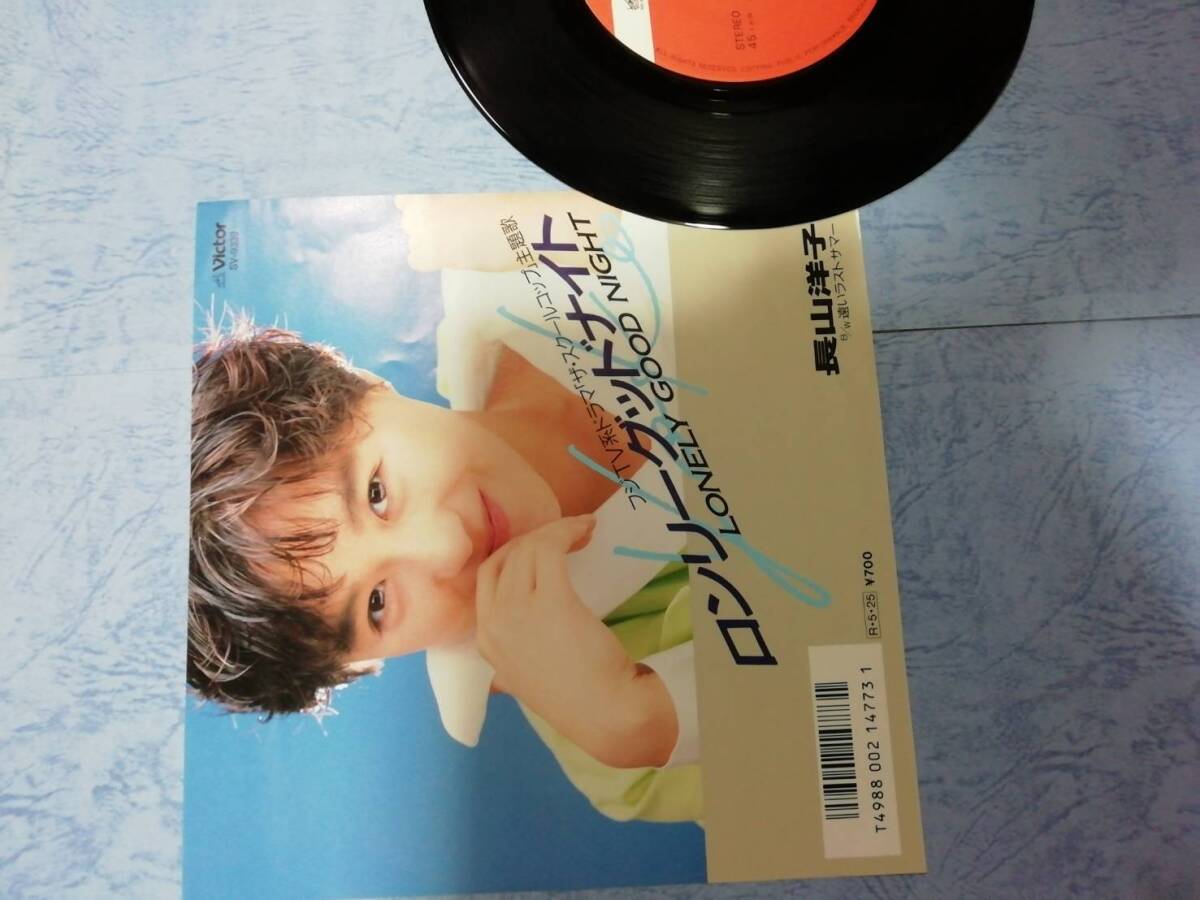 STEREO
45
Victor
SV-9339
フジTV系ドラマ「ザ・スクールコップ」主題歌
ロンリー・グッド・ナイト
LONELY GOOD NIGHT
長山洋子
B/W 遠いラストサマー
R・5・25 ¥700
T4988 002 14773 1